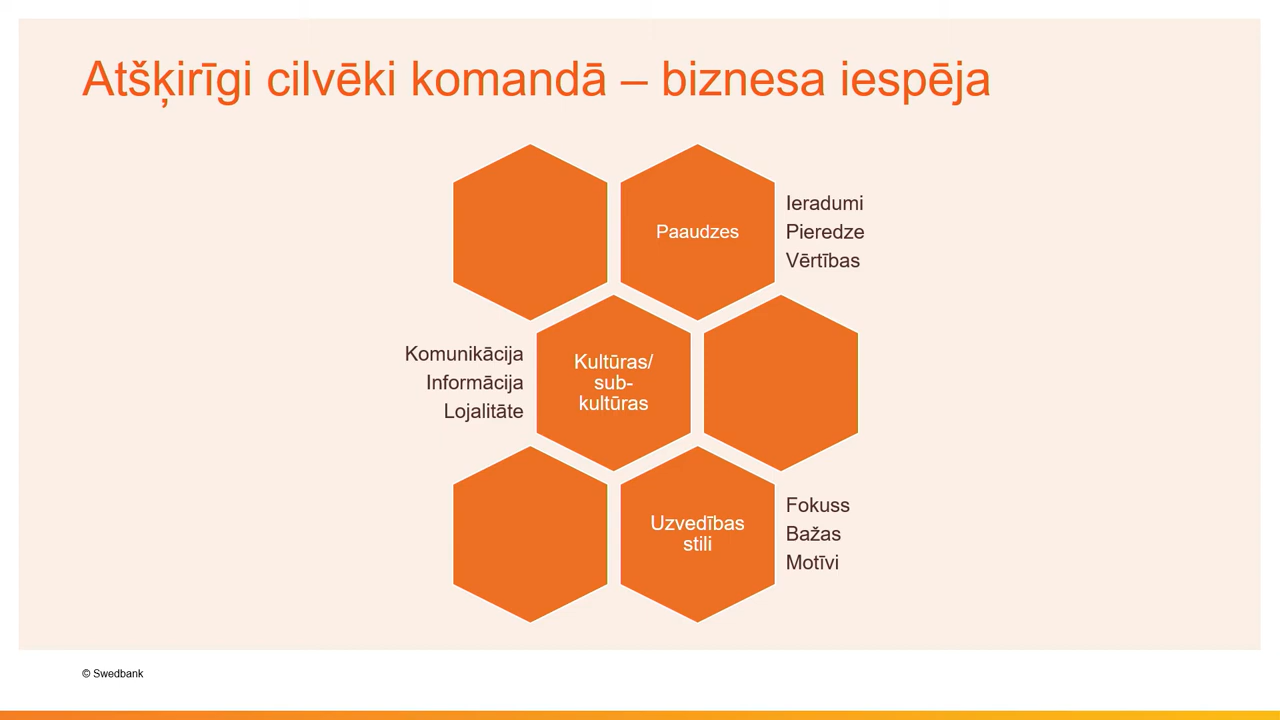 Atšķirīgi cilvēki komandā – biznesa iespēja
Paaudzes
Ieradumi
Pieredze
Vērtības
Komunikācija
Informācija
Lojalitāte
Kultūras/
sub-
kultūras
Uzvedības
stili
Fokuss
Bažas
Motīvi
© Swedbank